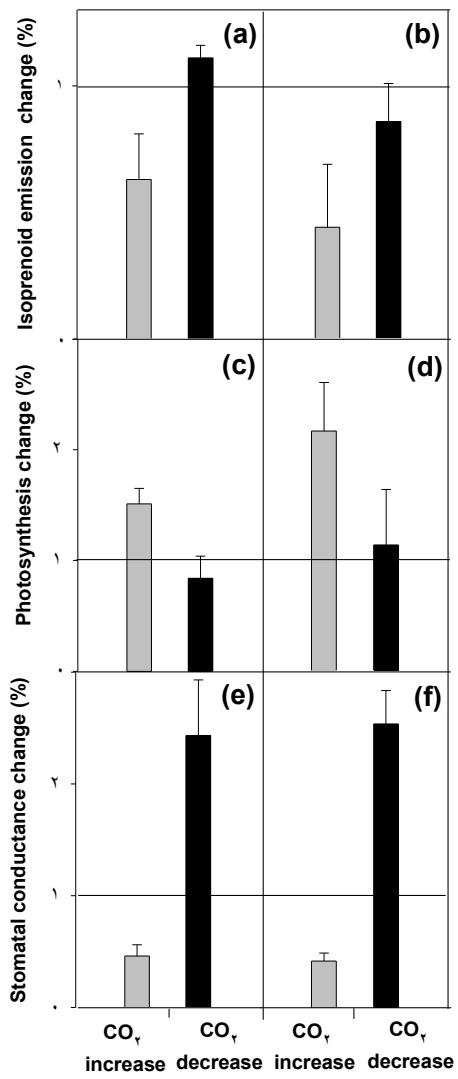 Isoprenoid emission change (%)
(a)
(b)
١
٠
Photosynthesis change (%)
(c)
(d)
٢
١
٠
Stomatal conductance change (%)
(e)
(f)
٢
١
٠
CO٢ increase
CO٢ decrease
CO٢ increase
CO٢ decrease